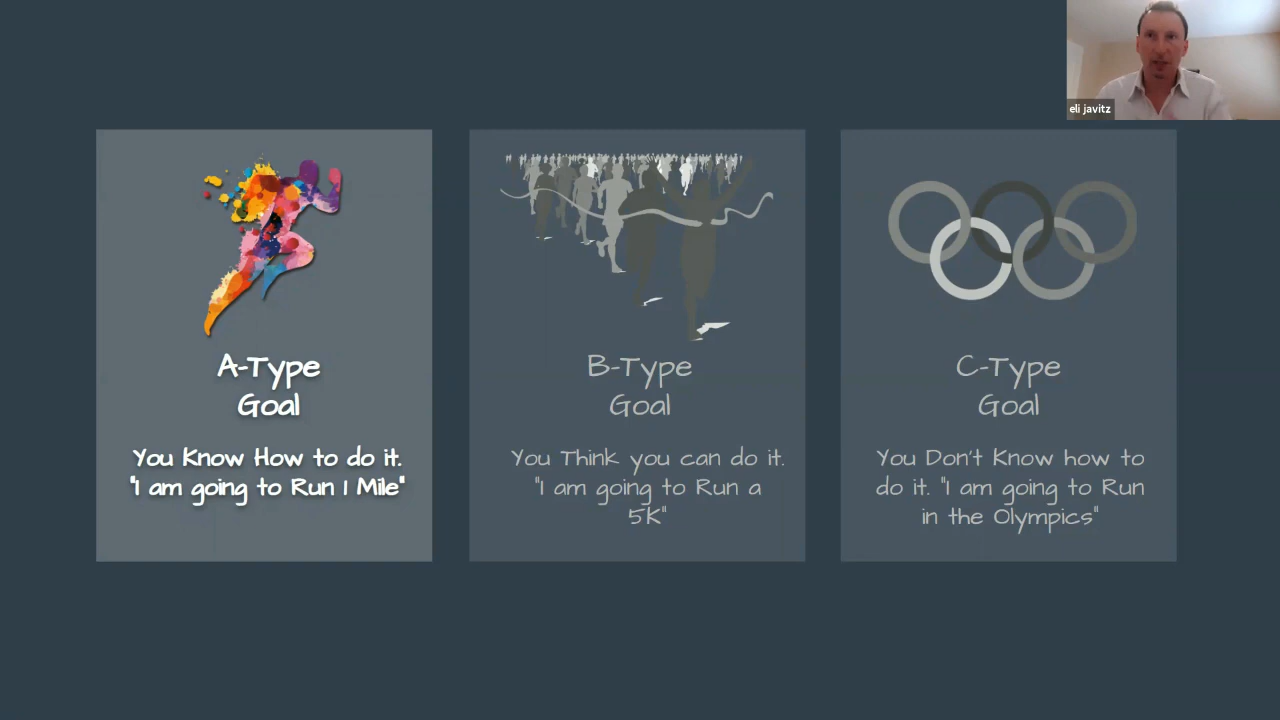 eli javitz
A-Type
Goal
You Know How to do it.
"I am going to Run 1 Mile"
B-Type
Goal
You Think you can do it.
"I am going to Run a
5K"
C-Type
Goal
You Don't Know how to
do it. "I am going to Run
in the Olympics"